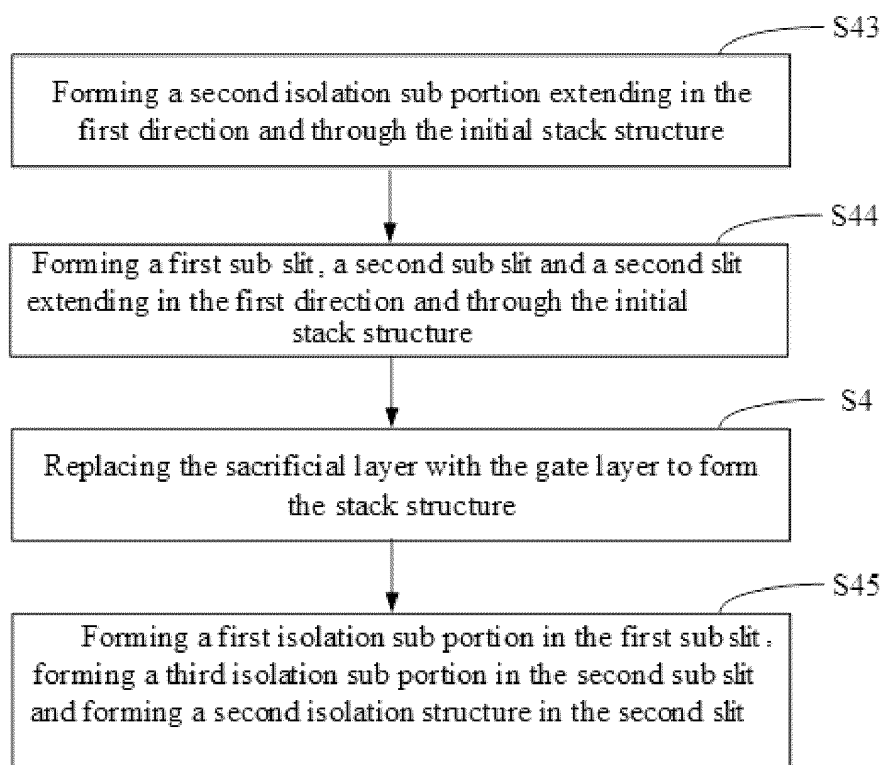 S43
Forming a second isolation sub portion extending in the
first direction and through the initial stack structure
S44
Forming a first sub slit, a second sub slit and a second slit
extending in the first direction and through the initial
stack structure
S4
Replacing the sacrificial layer with the gate layer to form
the stack structure
S45
Forming a first isolation sub portion in the first sub slit,
forming a third isolation sub portion in the second sub slit
and forming a second isolation structure in the second slit